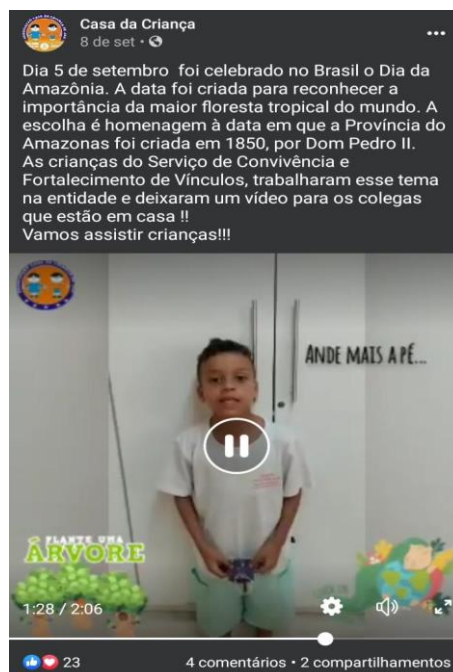 Casa da Criança
8 de set
Dia 5 de setembro foi celebrado no Brasil o Dia da
Amazônia. A data foi criada para reconhecer a
importância da maior floresta tropical do mundo. A
escolha é homenagem à data em que a Província do
Amazonas foi criada em 1850, por Dom Pedro II.
As crianças do Serviço de Convivência e
Fortalecimento de Vínculos, trabalharam esse tema
na entidade e deixaram um vídeo para os colegas
que estão em casa !!
Vamos assistir crianças!!!
ANDE MAIS A PÉ...
PLANTE UMA
ÁRVORE
1:28 / 2:06
23
4 comentários • 2 compartilhamentos